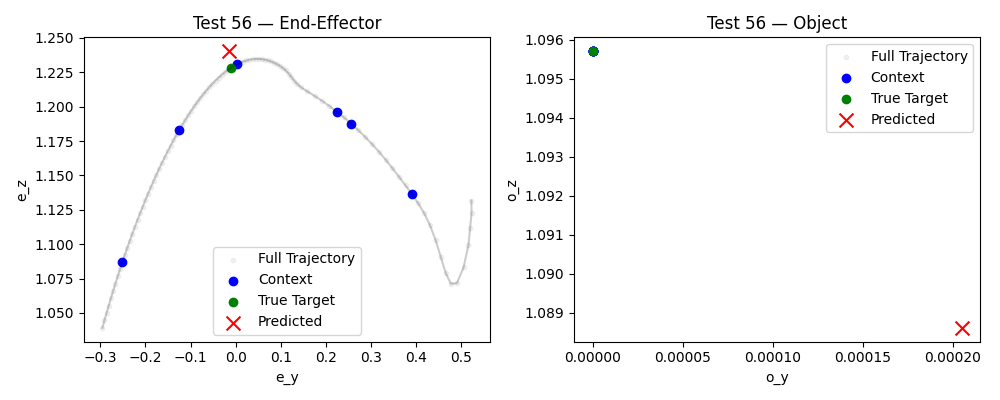 Test 56 — End-Effector
1.250
1.225
1.200
1.175
1.150
1.125
1.100
1.075
1.050
e_z
−0.3
−0.2
−0.1
0.0
0.1
0.2
0.3
0.4
0.5
e_y
Full Trajectory
Context
True Target
Predicted
Test 56 — Object
1.096
1.095
1.094
1.093
1.092
1.091
1.090
1.089
o_z
0.00000
0.00005
0.00010
0.00015
0.00020
o_y
Full Trajectory
Context
True Target
Predicted